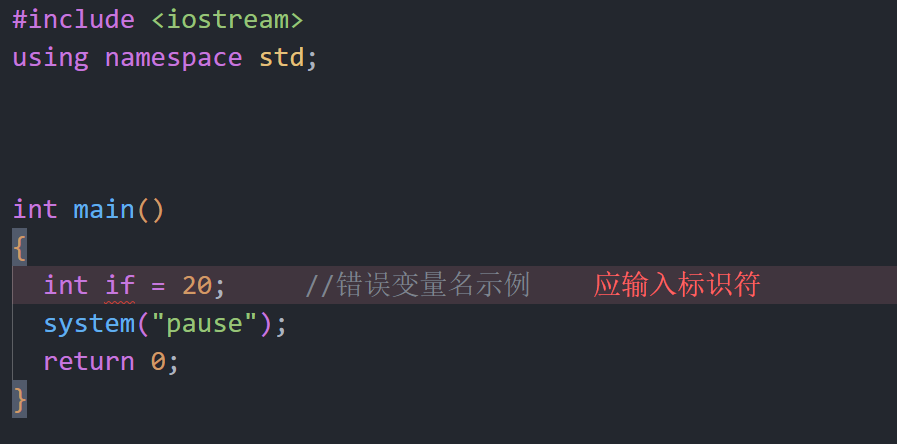 #include <iostream>
using namespace std;
int main()
{
int if = 20; //错误变量名示例 应输入标识符
system("pause");
return 0;
}